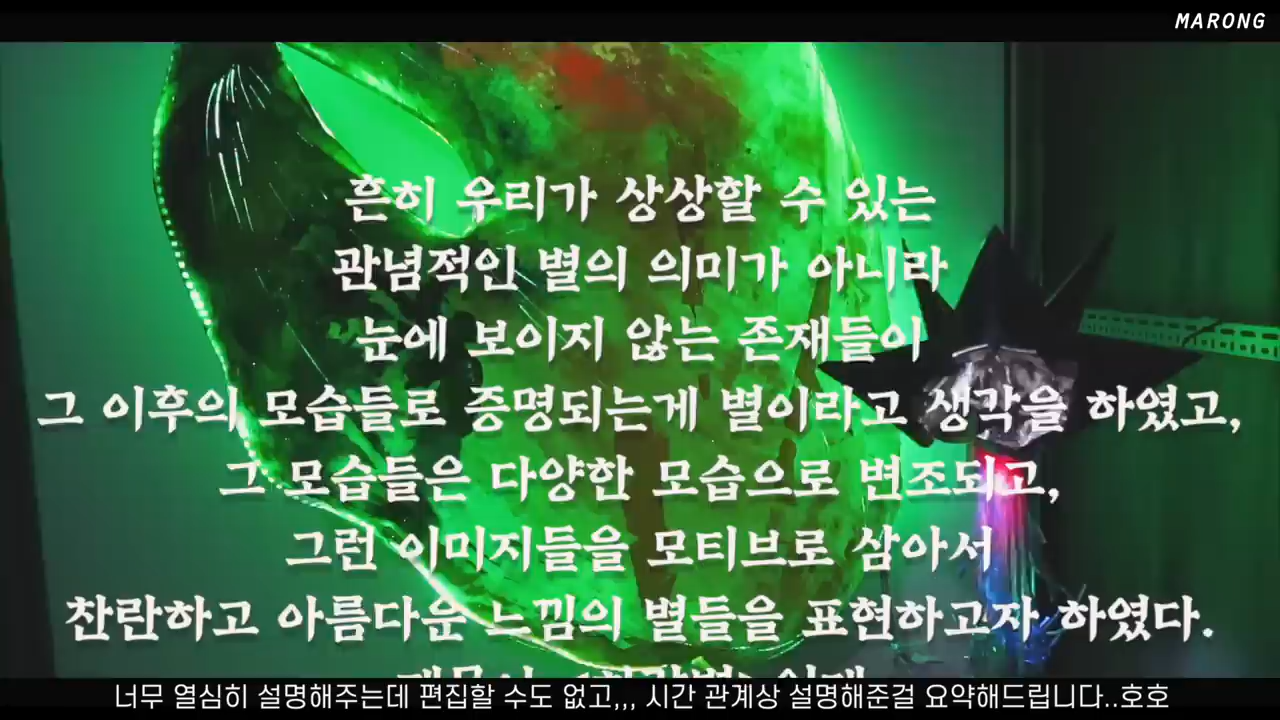 MARONG
흔히 우리가 상상할 수 있는
관념적인 별의 의미가 아니라
눈에 보이지 않는 존재들이
그 이후의 모습들로 증명되는게 별이라고 생각을 하였고,
그 모습들은 다양한 모습으로 변조되고,
그런 이미지들을 모티브로 삼아서
찬란하고 아름다운 느낌의 별들을 표현하고자 하였다.
너무 열심히 설명해주는데 편집할 수도 없고,,, 시간 관계상 설명해준걸 요약해드립니다..호호